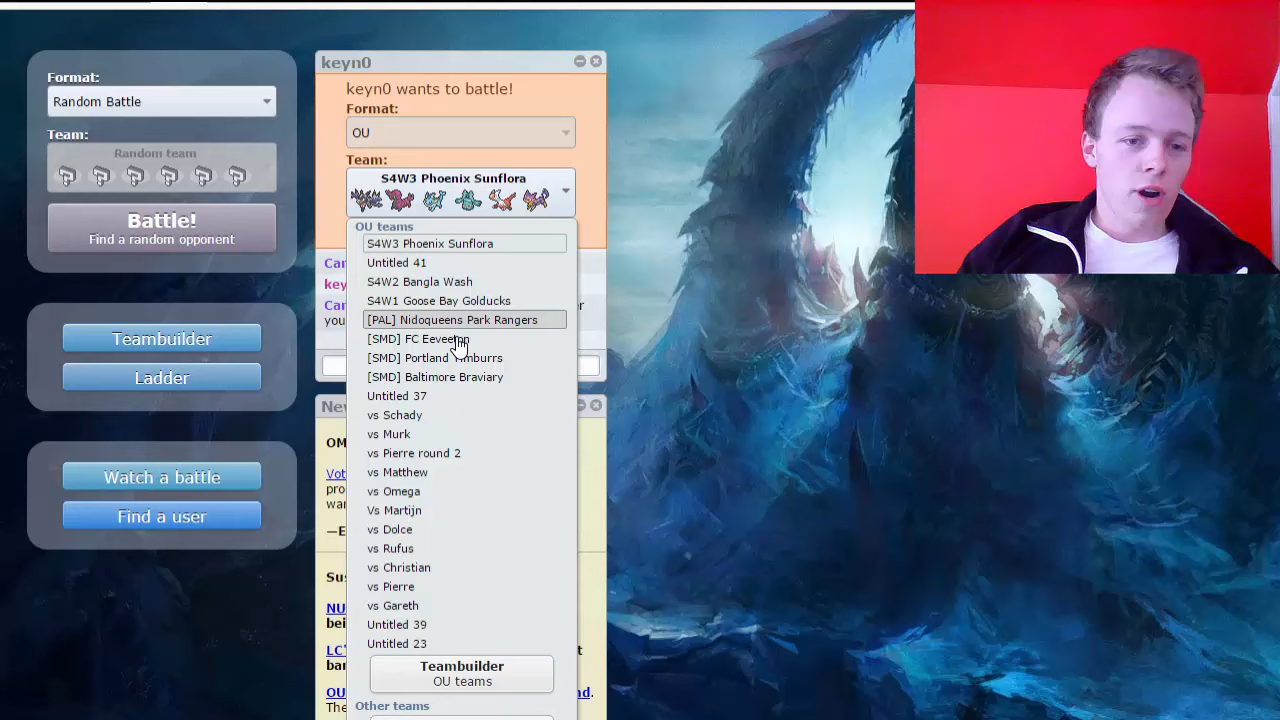 Format:
Random Battle
Team:
Random team
Battle!
Find a random opponent
Teambuilder
Ladder
Watch a battle
Find a user
keyn0
keyn0 wants to battle!
Format:
OU
Team:
S4W3 Phoenix Sunflora
OU teams
S4W3 Phoenix Sunflora
Untitled 41
S4W2 Bangla Wash
S4W1 Goose Bay Golducks
[PAL] Nidoqueens Park Rangers
[SMD] FC
[SMD] Portland
[SMD] Baltimore Braviary
Untitled 37
vs Schady
vs Murk
vs Pierre round 2
vs Matthew
vs Omega
vs Martijn
vs Dolce
vs Rufus
vs Christian
vs Pierre
vs Gareth
Untitled 39
Untitled 23
Teambuilder
OU teams
Other teams
NU
OU
The